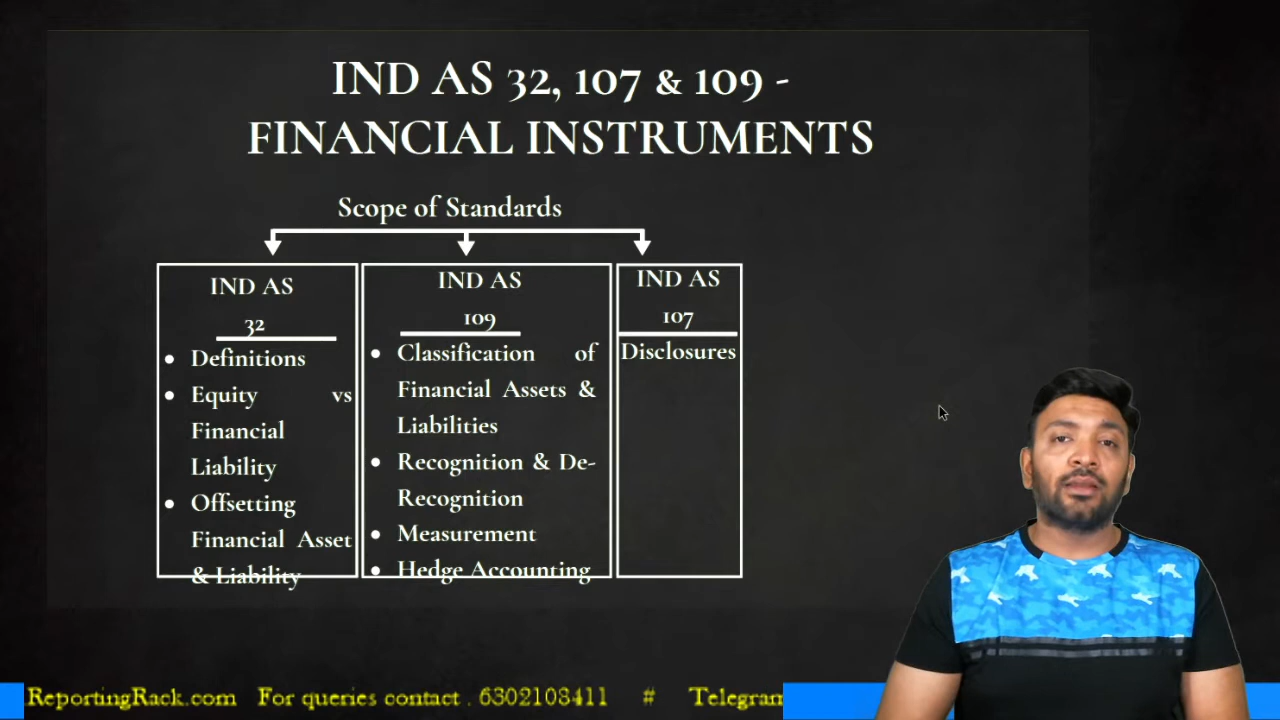 IND AS 32, 107 & 109 -
FINANCIAL INSTRUMENTS
Scope of Standards
IND AS
32
• Definitions
• Equity vs
Financial
Liability
• Offsetting
Financial Asset
& Liability
IND AS
109
• Classification of
Financial Assets &
Liabilities
• Recognition & De-
Recognition
• Measurement
• Hedge Accounting
IND AS
107
Disclosures
ReportingRack.com For queries contact . 6302108411 # Telegram